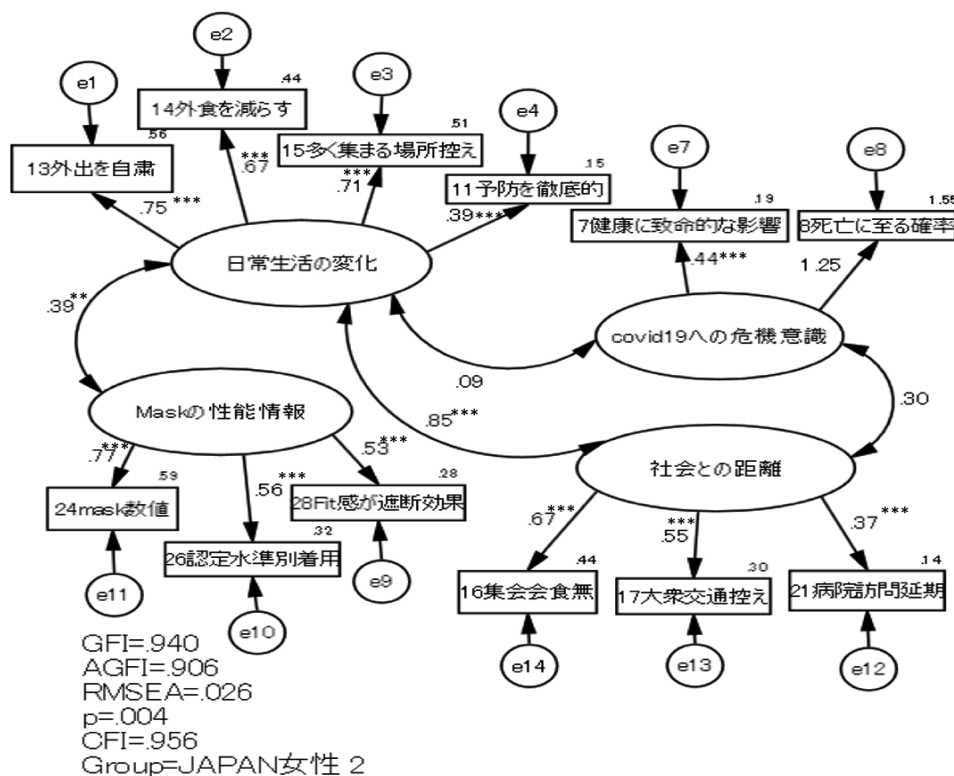 e2
e1
e3
e4
e7
e8
.44
14外食を減らす
.56
13外出を自粛
.51
15多く集まる場所控え
.15
11予防を徹底的
.19
7健康に致命的な影響
1.55
8死亡に至る確率
.75***
***
.67
***
.71
.39***
.44***
1.25
日常生活の変化
covid19への危機意識
.39**
.09
.85***
.30
Maskの性能情報
社会との距離
.77***
.56***
.53***
.67***
***
.55
.37***
.59
24mask数値
.32
26認定水準別着用
.28
28Fit感が遮断効果
.44
16集会会食無
.30
17大衆交通控え
.14
21病院訪問延期
e11
e10
e9
e14
e13
e12
GFI=.940
AGFI=.906
RMSEA=.026
p=.004
CFI=.956
Group=JAPAN女性 2